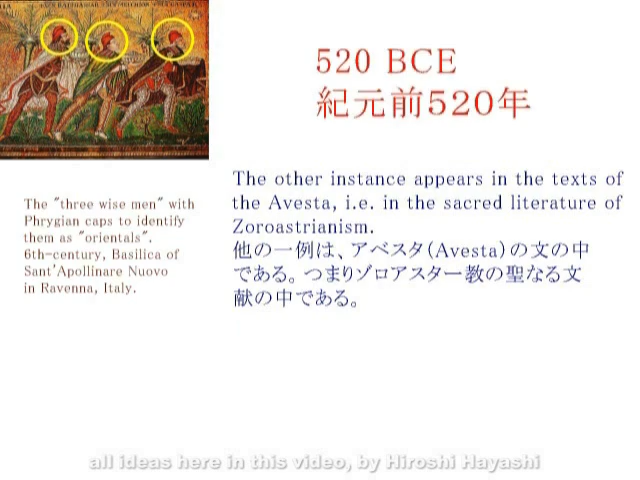 520 BCE
紀元前520年
The other instance appears in the texts of
the Avesta, i.e. in the sacred literature of
Zoroastrianism.
他の一例は、アベスタ(Avesta)の文の中
である。つまりゾロアスター教の聖なる文
献の中である。
The "three wise men" with
Phrygian caps to identify
them as "orientals".
6th-century, Basilica of
Sant'Apollinare Nuovo
in Ravenna, Italy.
all ideas here in this video, by Hiroshi Hayashi